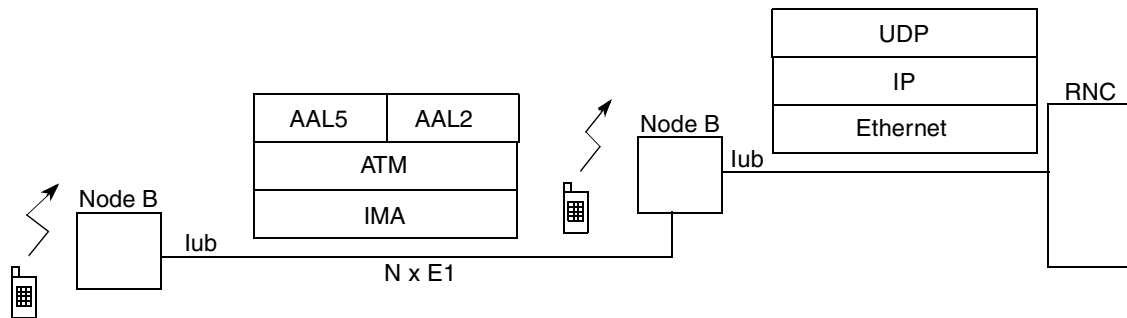 UDP
IP
Ethernet
RNC
AAL5 AAL2
ATM
IMA
Node B
Iub
Node B
Iub
N x E1